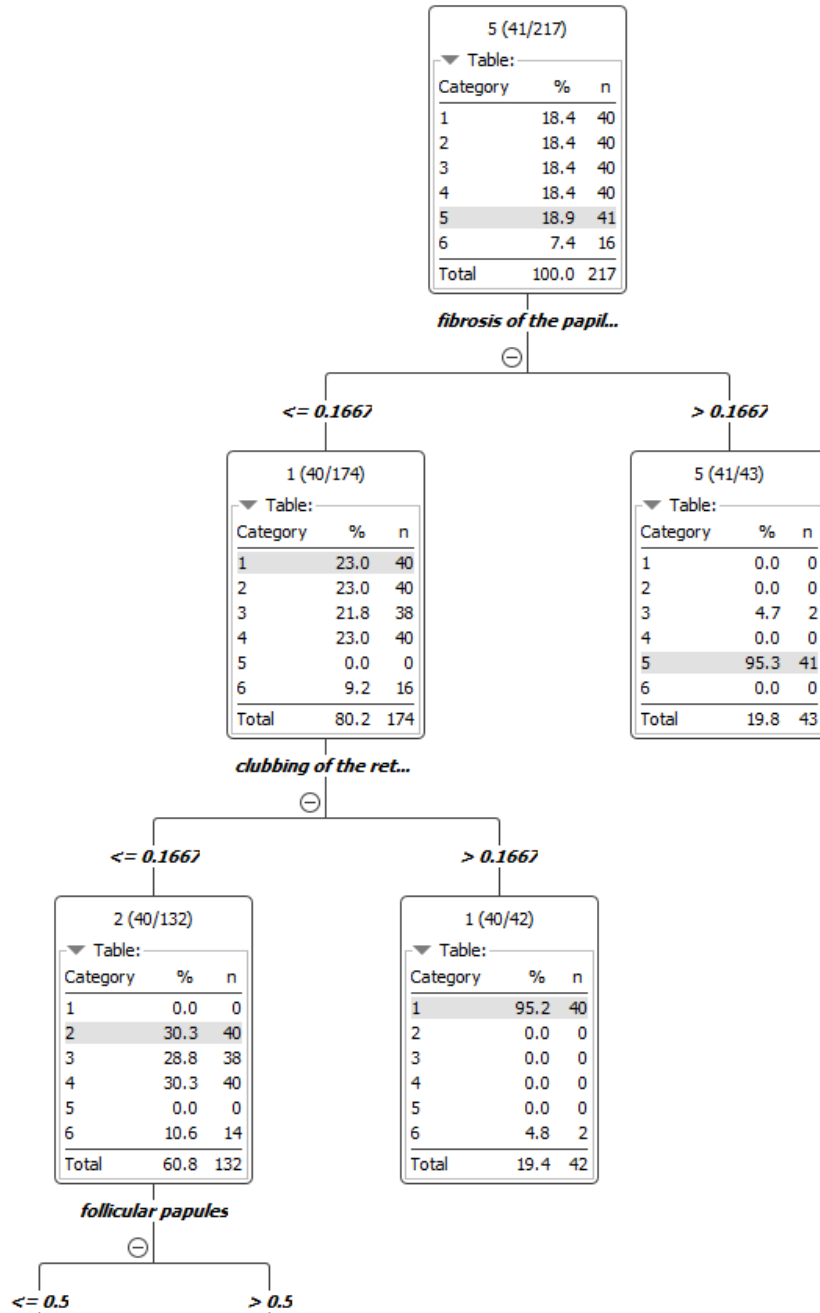 5 (41/217)
Table:
Category % n
1 18.4 40
2 18.4 40
3 18.4 40
4 18.4 40
5 18.9 41
6 7.4 16
Total 100.0 217
fibrosis of the papil...
<= 0.1667
> 0.1667
1 (40/174)
Table:
Category % n
1 23.0 40
2 23.0 40
3 21.8 38
4 23.0 40
5 0.0 0
6 9.2 16
Total 80.2 174
5 (41/43)
Table:
Category % n
1 0.0 0
2 0.0 0
3 4.7 2
4 0.0 0
5 95.3 41
6 0.0 0
Total 19.8 43
clubbing of the ret...
<= 0.1667
> 0.1667
2 (40/132)
Table:
Category % n
1 0.0 0
2 30.3 40
3 28.8 38
4 30.3 40
5 0.0 0
6 10.6 14
Total 60.8 132
1 (40/42)
Table:
Category % n
1 95.2 40
2 0.0 0
3 0.0 0
4 0.0 0
5 0.0 0
6 4.8 2
Total 19.4 42
follicular papules
<= 0.5
> 0.5